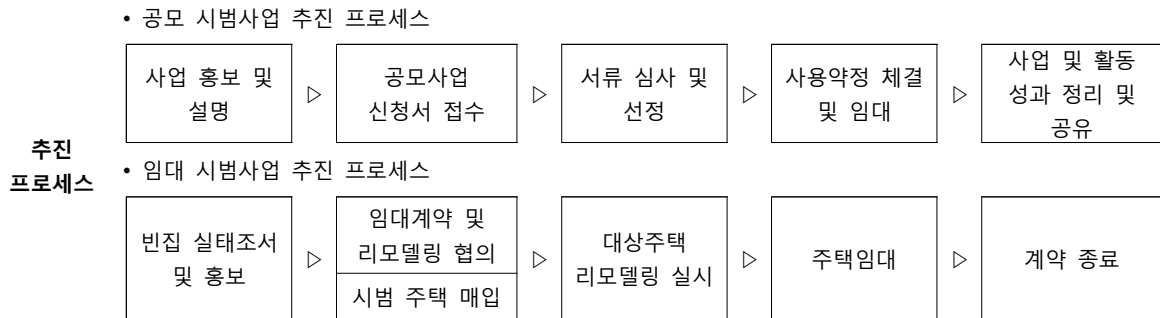 • 공모 시범사업 추진 프로세스
사업 홍보 및
설명
▷
공모사업
신청서 접수
▷
서류 심사 및
선정
▷
사용약정 체결
및 임대
▷
사업 및 활동
성과 정리 및
공유
추진
프로세스
• 임대 시범사업 추진 프로세스
빈집 실태조서
및 홍보
▷
임대계약 및
리모델링 협의
시범 주택 매입
▷
대상주택
리모델링 실시
▷
주택임대
▷
계약 종료